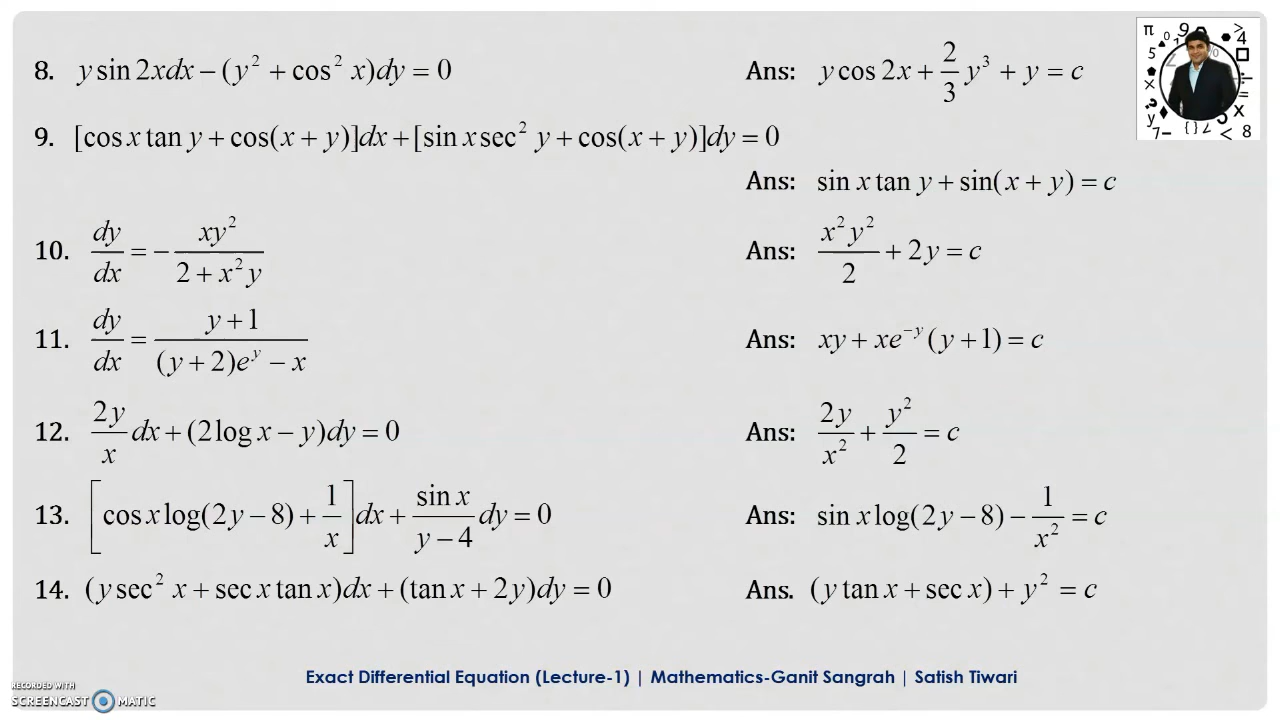 8. y sin 2xdx − (y² + cos² x)dy = 0 Ans: y cos 2x + 2/3 y³ + y = c
9. [cos x tan y + cos(x + y)]dx + [sin x sec² y + cos(x + y)]dy = 0
Ans: sin x tan y + sin(x + y) = c
10. dy/dx = − xy²/(2 + x²y) Ans: x²y²/2 + 2y = c
11. dy/dx = (y + 1)/((y + 2)eʸ − x) Ans: xy + xe⁻ʸ(y + 1) = c
12. 2y/x dx + (2 log x − y)dy = 0 Ans: 2y/x² + y²/2 = c
13. [cos x log(2y − 8) + 1/x]dx + sin x/(y − 4) dy = 0 Ans: sin x log(2y − 8) − 1/x² = c
14. (y sec² x + sec x tan x)dx + (tan x + 2y)dy = 0 Ans. (y tan x + sec x) + y² = c
Exact Differential Equation (Lecture-1) | Mathematics-Ganit Sangrah | Satish Tiwari
RECORDED WITH
SCREENCAST MATIC